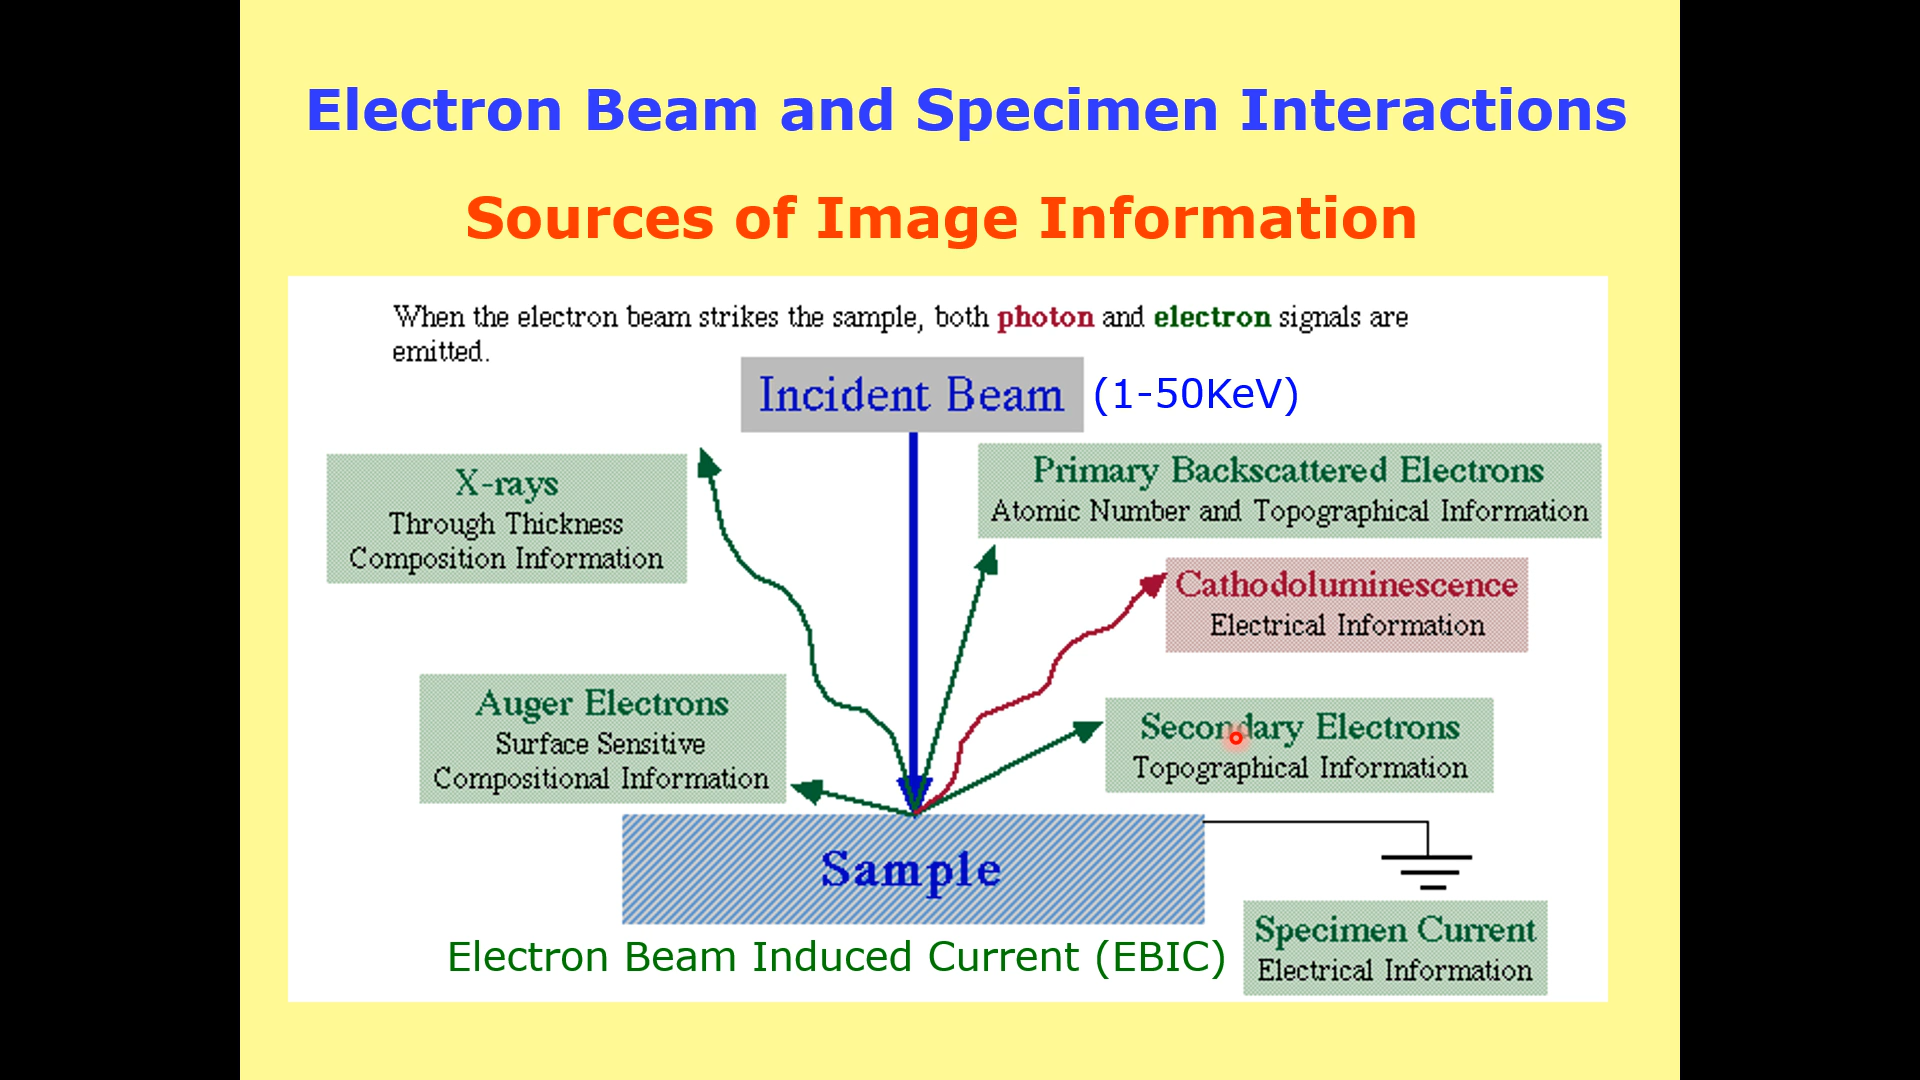 Electron Beam and Specimen Interactions
Sources of Image Information
When the electron beam strikes the sample, both photon and electron signals are
emitted.
Incident Beam (1-50KeV)
X-rays
Through Thickness
Composition Information
Primary Backscattered Electrons
Atomic Number and Topographical Information
Cathodoluminescence
Electrical Information
Auger Electrons
Surface Sensitive
Compositional Information
Secondary Electrons
Topographical Information
Sample
Electron Beam Induced Current (EBIC)
Specimen Current
Electrical Information